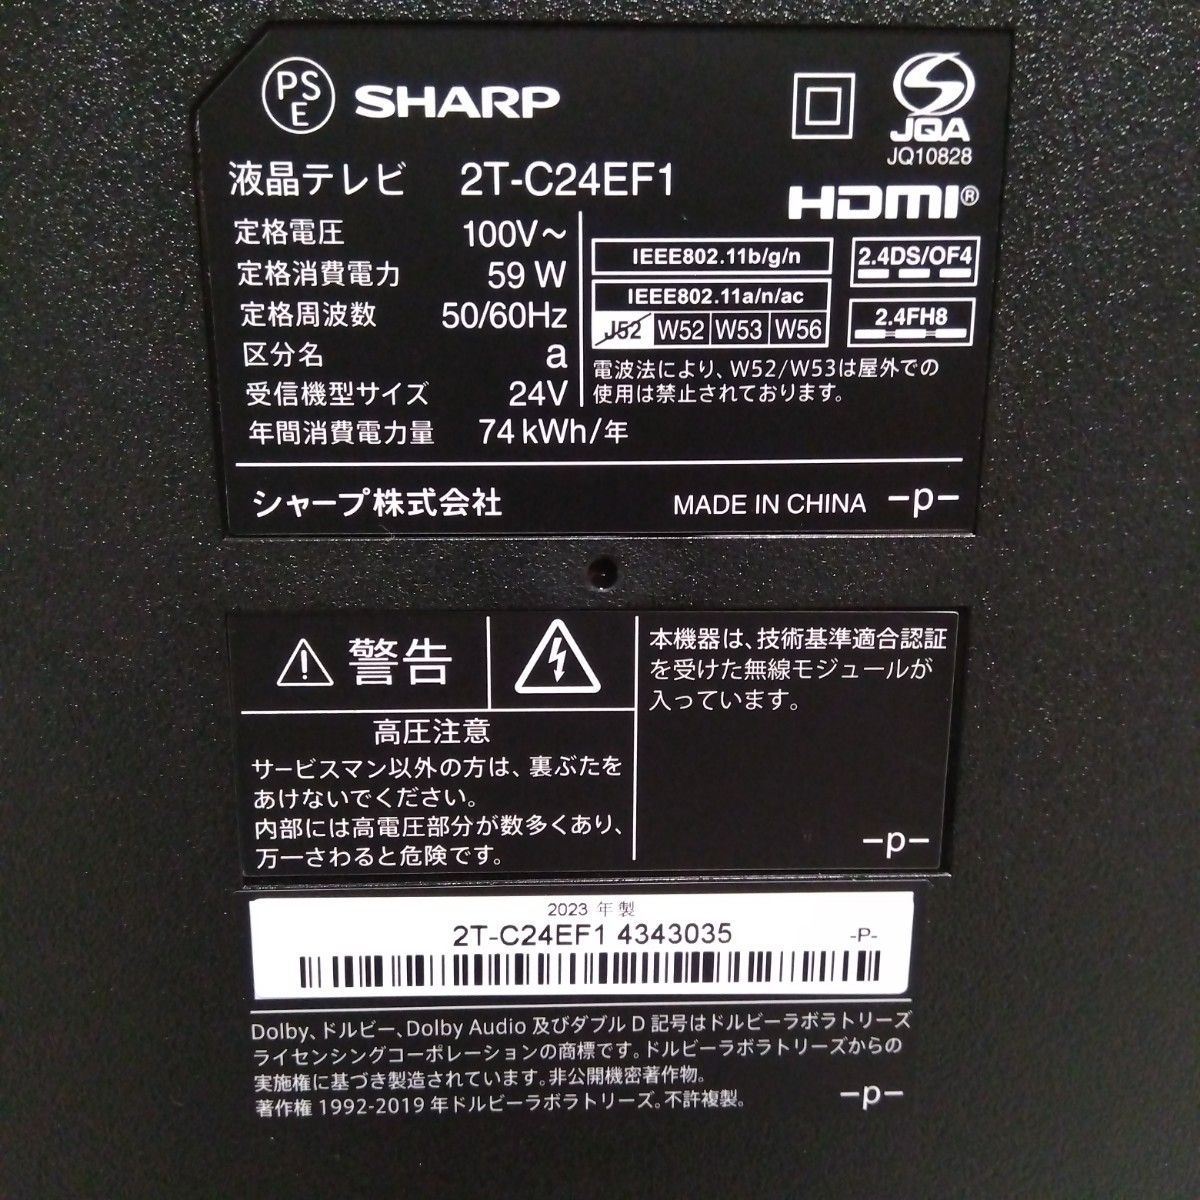 PS
E
SHARP
JQA
JQ10828
液晶テレビ 2T-C24EF1
HDMI®
定格電圧 100V～
定格消費電力 59 W
定格周波数 50/60Hz
区分名 a
受信機型サイズ 24V
年間消費電力量 74 kWh/年
IEEE802.11b/g/n
IEEE802.11a/n/ac
J52 W52 W53 W56
2.4DS/OF4
2.4FH8
電波法により、W52/W53は屋外での
使用は禁止されております。
シャープ株式会社 MADE IN CHINA -p-
警告
高圧注意
サービスマン以外の方は、裏ぶたを
あけないでください。
内部には高電圧部分が数多くあり、
万一さわると危険です。
本機器は、技術基準適合認証
を受けた無線モジュールが
入っています。
-p-
2023 年製
2T-C24EF1 4343035 -P-
Dolby、ドルビー、Dolby Audio 及びダブル D 記号はドルビーラボラトリーズ
ライセンシングコーポレーションの商標です。ドルビーラボラトリーズからの
実施権に基づき製造されています。非公開機密著作物。
著作権 1992-2019 年ドルビーラボラトリーズ。不許複製。 -p-